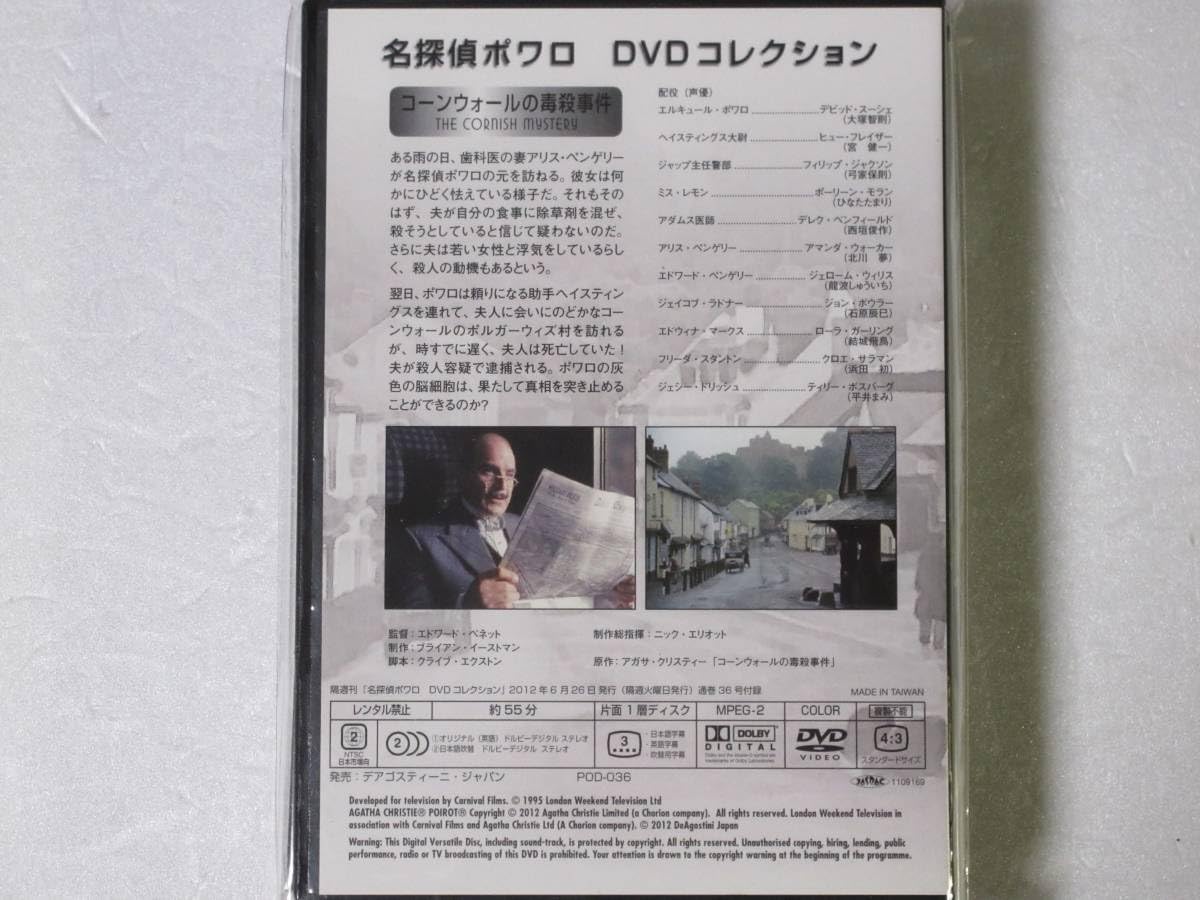 名探偵ポワロ DVDコレクション
コーンウォールの毒殺事件
THE CORNISH MYSTERY
ある雨の日、歯科医の妻アリス・ペンゲリー
が名探偵ポワロの元を訪ねる。彼女は何
かにひどく怯えている様子だ。それもその
はず、夫が自分の食事に除草剤を混ぜ、
殺そうとしていると信じて疑わないのだ。
さらに夫は若い女性と浮気をしているらし
く、殺人の動機もあるという。
翌日、ポワロは頼りになる助手ヘイスティン
グスを連れて、夫人に会いにのどかなコー
ンウォールのポルガーウィズ村を訪れる
が、時すでに遅く、夫人は死亡していた！
夫が殺人容疑で逮捕される。ポワロの灰
色の脳細胞は、果たして真相を突き止める
ことができるのか？
配役（声優）
エルキュール・ポワロ デビッド・スーシェ
（大塚智則）
ヘイスティングス大尉 ヒュー・フレイザー
（宮 健一）
ジャップ主任警部 フィリップ・ジャクソン
（弓家保則）
ミス・レモン ポーリーン・モラン
（ひなたたまり）
アダムス医師 デレク・ベンフィールド
（西垣俊作）
アリス・ペンゲリー アマンダ・ウォーカー
（北川 夢）
エドワード・ペンゲリー ジェローム・ウィリス
（龍波しゅういち）
ジェイコブ・ラドナー ジョン・ボウラー
（石原辰巳）
エドウィナ・マークス ローラ・ガーリング
（結城飛鳥）
フリーダ・スタントン クロエ・サラマン
（浜田 初）
ジェシー・ドリッシュ ティリー・ボスバーグ
（平井まみ）
監督：エドワード・ベネット
制作：ブライアン・イーストマン
脚本：クライブ・エクストン
制作総指揮：ニック・エリオット
原作：アガサ・クリスティー「コーンウォールの毒殺事件」
隔週刊「名探偵ポワロ DVDコレクション」2012年6月26日発行（隔週火曜日発行）通巻36号付録
MADE IN TAIWAN
レンタル禁止 約55分 片面1層ディスク MPEG-2 COLOR 複製不能
2
NTSC
日本市場向
2
①オリジナル（英語） ドルビーデジタル ステレオ
②日本語吹替 ドルビーデジタル ステレオ
3
・日本語字幕
・英語字幕
・吹替用字幕
DOLBY
DIGITAL
DVD
VIDEO
4:3
スタンダードサイズ
発売：デアゴスティーニ・ジャパン POD-036
JASRAC 1109169
Developed for television by Carnival Films. © 1995 London Weekend Television Ltd
AGATHA CHRISTIE® POIROT® Copyright © 2012 Agatha Christie Limited (a Chorion company). All rights reserved. London Weekend Television in
association with Carnival Films and Agatha Christie Ltd (A Chorion company). © 2012 DeAgostini Japan
Warning: This Digital Versatile Disc, including sound-track, is protected by copyright. All rights reserved. Unauthorised copying, hiring, lending, public
performance, radio or TV broadcasting of this DVD is prohibited. Your attention is drawn to the copyright warning at the beginning of the programme.